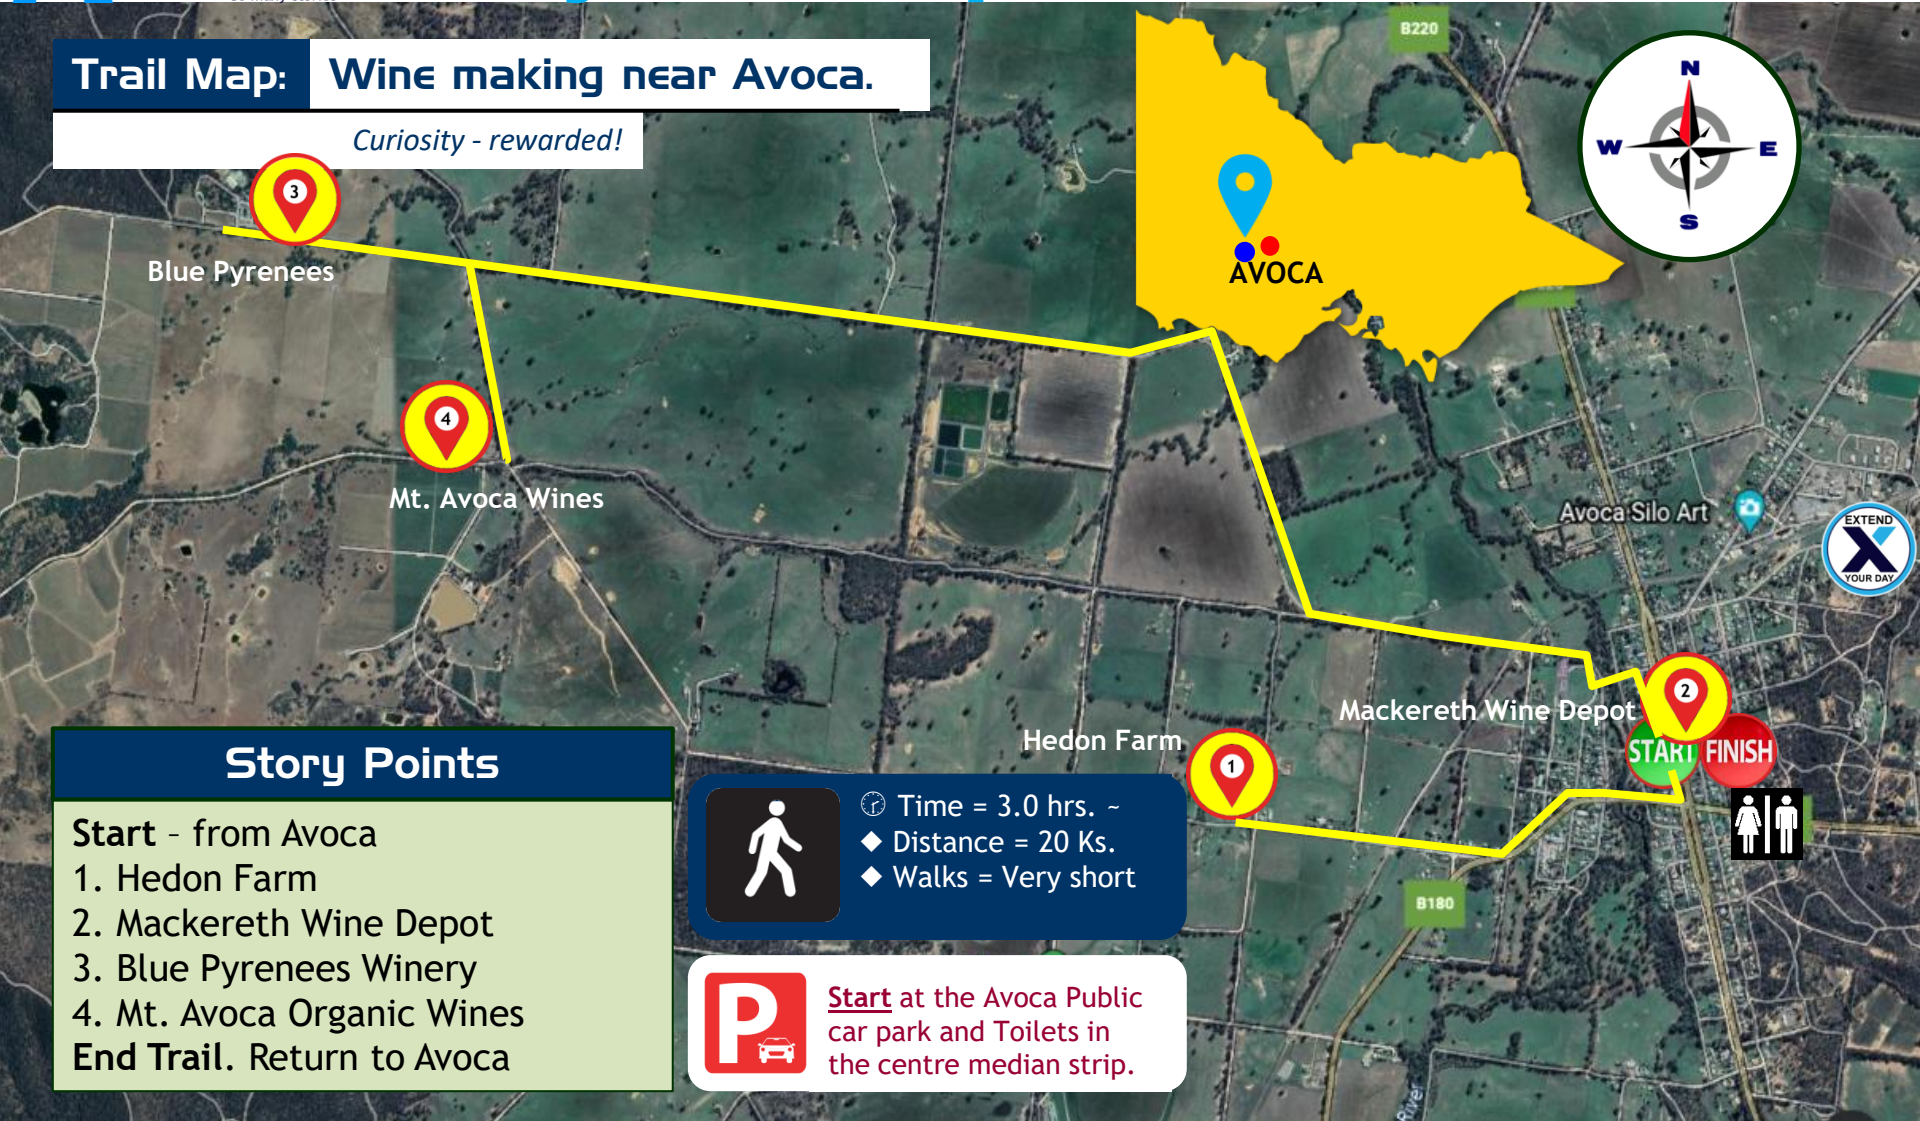 Trail Map: Wine making near Avoca.
Curiosity - rewarded!
B220
N
W E
S
3
Blue Pyrenees
AVOCA
4
Mt. Avoca Wines
Avoca Silo Art
EXTEND
X
YOUR DAY
2
Mackereth Wine Depot
START FINISH
Hedon Farm
1
B180
River
Story Points
Start – from Avoca
1. Hedon Farm
2. Mackereth Wine Depot
3. Blue Pyrenees Winery
4. Mt. Avoca Organic Wines
End Trail. Return to Avoca
Time = 3.0 hrs. ~
◆ Distance = 20 Ks.
◆ Walks = Very short
P
Start at the Avoca Public
car park and Toilets in
the centre median strip.